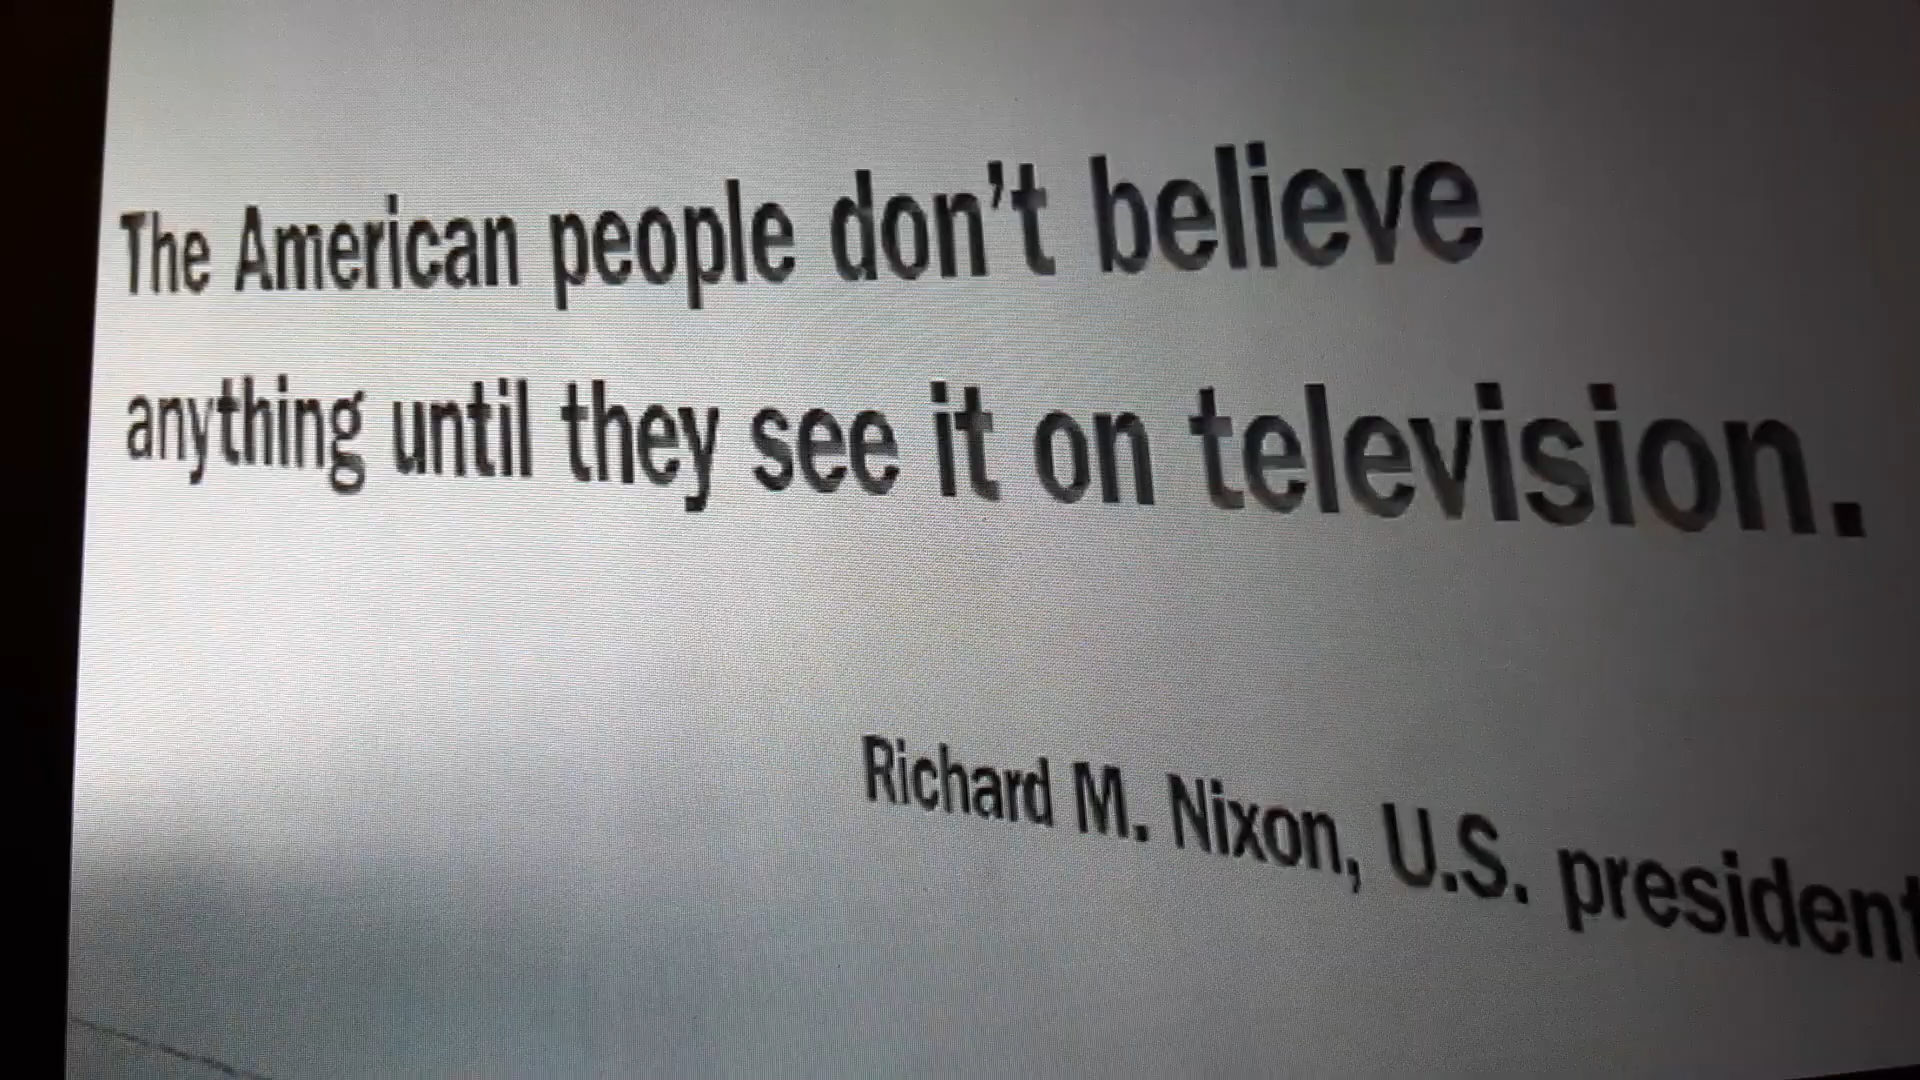 The American people don't believe
anything until they see it on television.
Richard M. Nixon, U.S. president